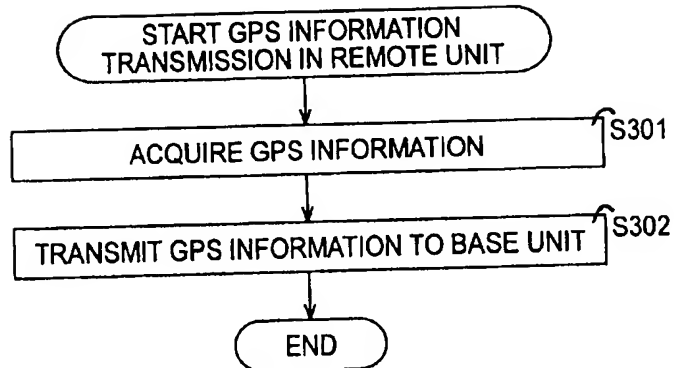 START GPS INFORMATION
TRANSMISSION IN REMOTE UNIT
ACQUIRE GPS INFORMATION
S301
TRANSMIT GPS INFORMATION TO BASE UNIT
S302
END